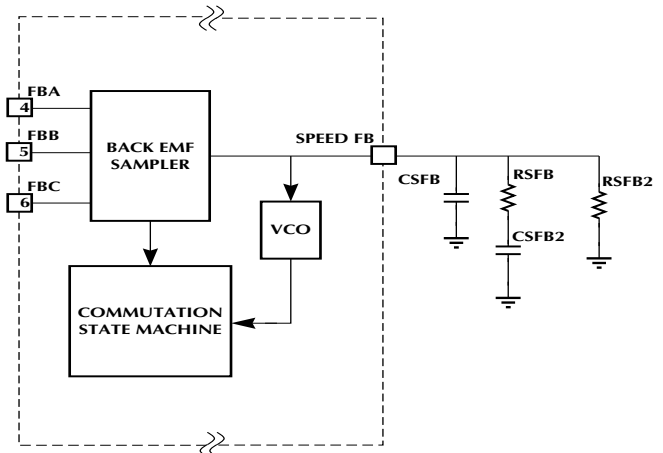 FBA
4
FBB
5
FBC
6
BACK EMF
SAMPLER
SPEED FB
VCO
COMMUTATION
STATE MACHINE
CSFB
RSFB
CSFB2
RSFB2